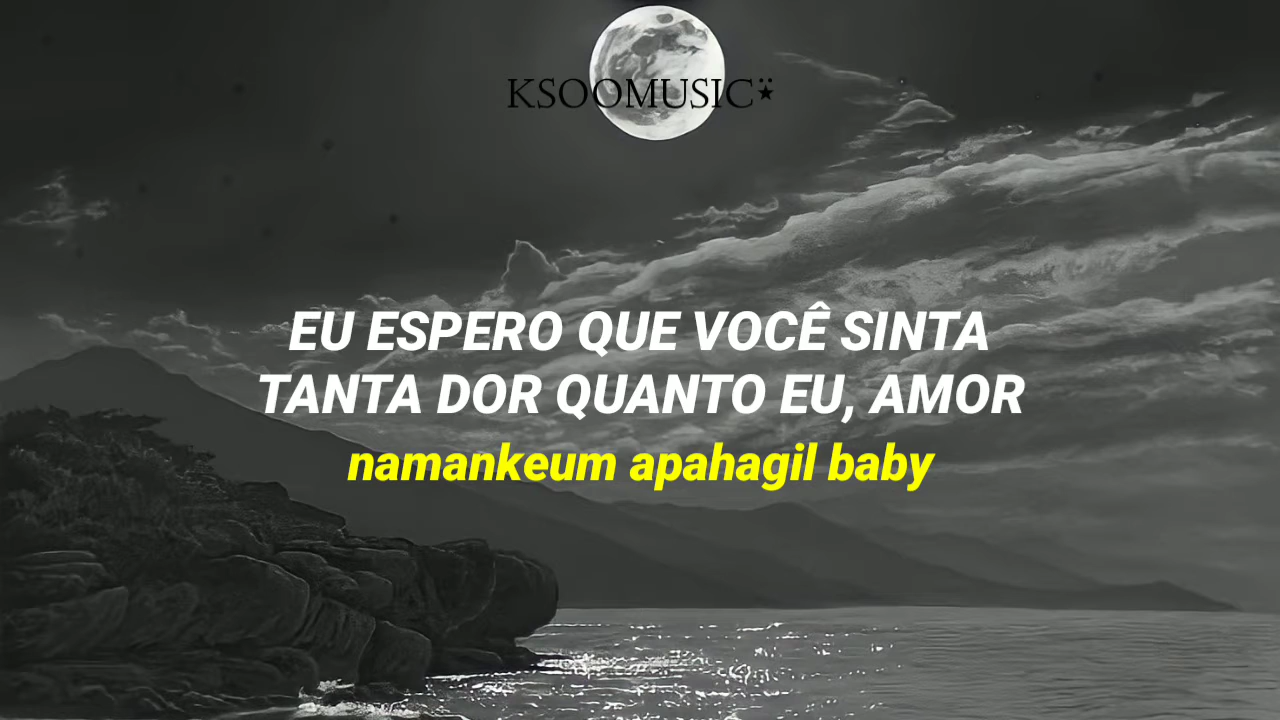 KSOOMUSIC⍣
EU ESPERO QUE VOCÊ SINTA
TANTA DOR QUANTO EU, AMOR
namankeum apahagil baby